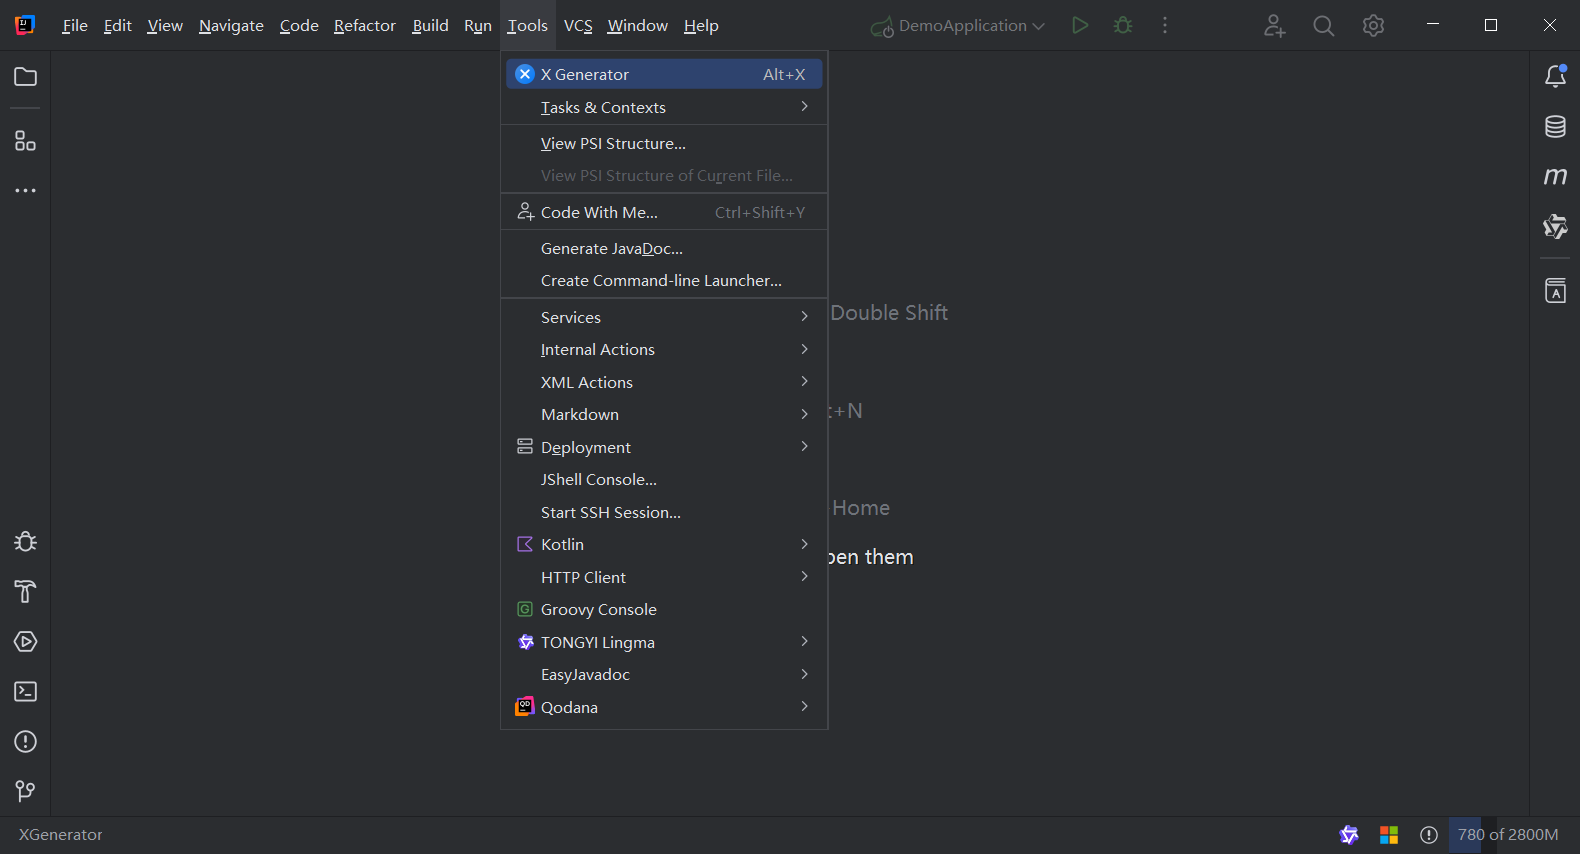 File Edit View Navigate Code Refactor Build Run Tools VCS Window Help DemoApplication
X Generator Alt+X
Tasks & Contexts
View PSI Structure...
View PSI Structure of Current File...
Code With Me... Ctrl+Shift+Y
Generate JavaDoc...
Create Command-line Launcher...
Services
Double Shift
Internal Actions
XML Actions
Markdown
+N
Deployment
JShell Console...
Start SSH Session...
Home
Kotlin
them
HTTP Client
Groovy Console
TONGYI Lingma
EasyJavadoc
Qodana
XGenerator
780 of 2800M